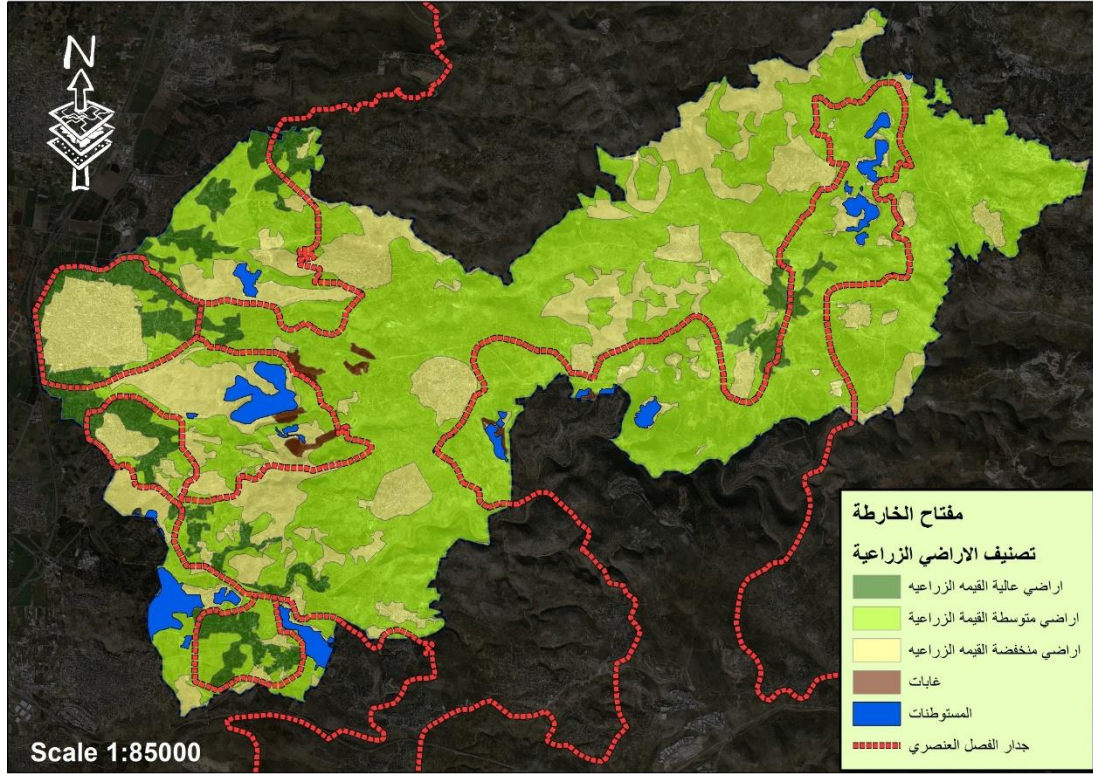 N
مفتاح الخارطة
تصنيف الاراضي الزراعية
اراضي عالية القيمه الزراعيه
اراضي متوسطة القيمة الزراعية
اراضي منخفضة القيمه الزراعيه
غابات
المستوطنات
جدار الفصل العنصري
Scale 1:85000